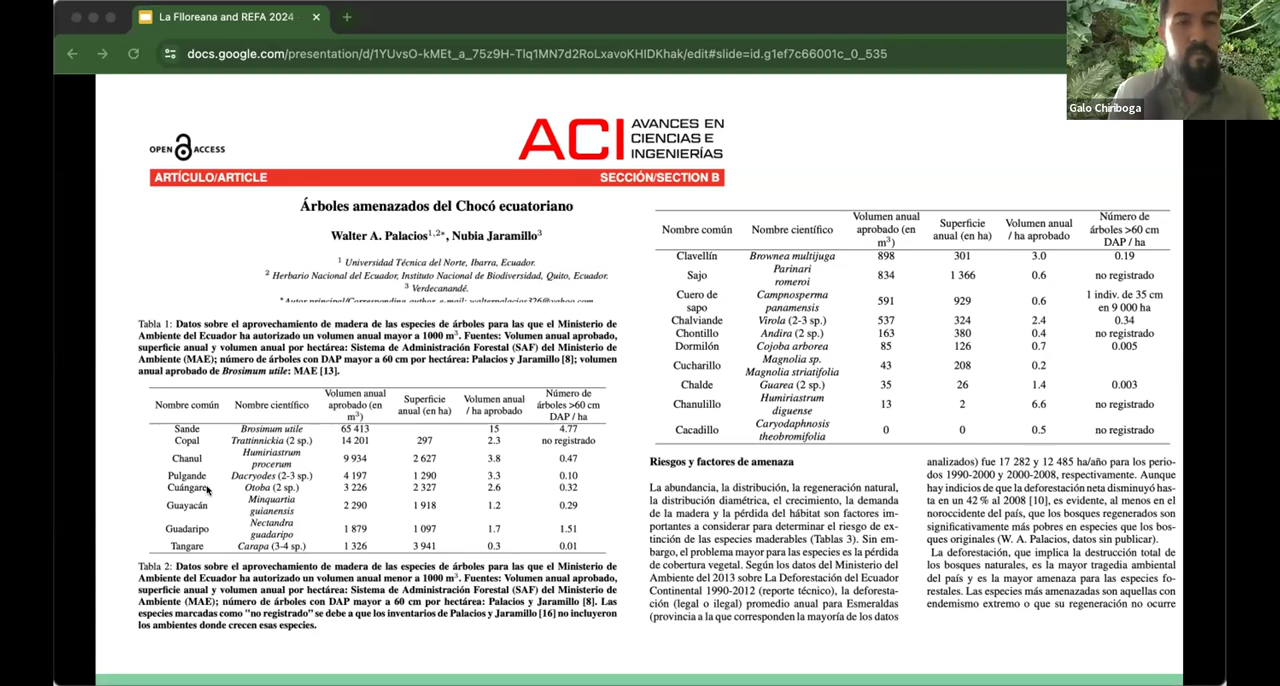 La Flloreana and REFA 2024
docs.google.com/presentation/d/1YUvsO-kMEt_a_75z9H-TIq1MN7d2RoLxavoKHIDKhak/edit#slide=id.g1ef7c66001c_0_535
Galo Chiriboga
OPEN ACCESS
ACI AVANCES EN
CIENCIAS E
INGENIERÍAS
ARTÍCULO/ARTICLE SECCIÓN/SECTION B
Árboles amenazados del Chocó ecuatoriano
Walter A. Palacios1,2*, Nubia Jaramillo3
1 Universidad Técnica del Norte, Ibarra, Ecuador.
2 Herbario Nacional del Ecuador, Instituto Nacional de Biodiversidad, Quito, Ecuador.
3 Verdecanandé.
*Autor principal/Corresponding author, e-mail: walterpalacios326@yahoo.com
Tabla 1: Datos sobre el aprovechamiento de madera de las especies de árboles para las que el Ministerio de
Ambiente del Ecuador ha autorizado un volumen anual mayor a 1000 m3. Fuentes: Volumen anual aprobado,
superficie anual y volumen anual por hectárea: Sistema de Administración Forestal (SAF) del Ministerio de
Ambiente (MAE); número de árboles con DAP mayor a 60 cm por hectárea: Palacios y Jaramillo [8]; volumen
anual aprobado de Brosimum utile: MAE [13].
Nombre común Nombre científico Volumen anual aprobado (en m3) Superficie anual (en ha) Volumen anual / ha aprobado Número de árboles >60 cm DAP / ha
Sande Brosimum utile 65 413 15 4.77
Copal Trattinnickia (2 sp.) 14 201 297 2.3 no registrado
Chanul Humiriastrum procerum 9 934 2 627 3.8 0.47
Pulgande Dacryodes (2-3 sp.) 4 197 1 290 3.3 0.10
Cuángare Otoba (2 sp.) 3 226 2 327 2.6 0.32
Guayacán Minquartia guianensis 2 290 1 918 1.2 0.29
Guadaripo Nectandra guadaripo 1 879 1 097 1.7 1.51
Tangare Carapa (3-4 sp.) 1 326 3 941 0.3 0.01
Tabla 2: Datos sobre el aprovechamiento de madera de las especies de árboles para las que el Ministerio de
Ambiente del Ecuador ha autorizado un volumen anual menor a 1000 m3. Fuentes: Volumen anual aprobado,
superficie anual y volumen anual por hectárea: Sistema de Administración Forestal (SAF) del Ministerio de
Ambiente (MAE); número de árboles con DAP mayor a 60 cm por hectárea: Palacios y Jaramillo [8]. Las
especies marcadas como "no registrado" se debe a que los inventarios de Palacios y Jaramillo [16] no incluyeron
los ambientes donde crecen esas especies.
Nombre común Nombre científico Volumen anual aprobado (en m3) Superficie anual (en ha) Volumen anual / ha aprobado Número de árboles >60 cm DAP / ha
Clavellín Brownea multijuga 898 301 3.0 0.19
Sajo Parinari romeroi 834 1 366 0.6 no registrado
Cuero de sapo Campnosperma panamensis 591 929 0.6 1 indiv. de 35 cm en 9 000 ha
Chalviande Virola (2-3 sp.) 537 324 2.4 0.34
Chontillo Andira (2 sp.) 163 380 0.4 no registrado
Dormilón Cojoba arborea 85 126 0.7 0.005
Cucharillo Magnolia sp. Magnolia striatifolia 43 208 0.2
Chalde Guarea (2 sp.) 35 26 1.4 0.003
Chanulillo Humiriastrum diguense 13 2 6.6 no registrado
Cacadillo Caryodaphnosis theobromifolia 0 0 0.5 no registrado
Riesgos y factores de amenaza
La abundancia, la distribución, la regeneración natural,
la distribución diamétrica, el crecimiento, la demanda
de la madera y la pérdida del hábitat son factores im-
portantes a considerar para determinar el riesgo de ex-
tinción de las especies maderables (Tablas 3). Sin em-
bargo, el problema mayor para las especies es la pérdida
de cobertura vegetal. Según los datos del Ministerio del
Ambiente del 2013 sobre La Deforestación del Ecuador
Continental 1990-2012 (reporte técnico), la deforesta-
ción (legal o ilegal) promedio anual para Esmeraldas
(provincia a la que corresponden la mayoría de los datos
analizados) fue 17 282 y 12 485 ha/año para los perio-
dos 1990-2000 y 2000-2008, respectivamente. Aunque
hay indicios de que la deforestación neta disminuyó has-
ta en un 42 % al 2008 [10], es evidente, al menos en el
noroccidente del país, que los bosques regenerados son
significativamente más pobres en especies que los bos-
ques originales (W. A. Palacios, datos sin publicar).
La deforestación, que implica la destrucción total de
los bosques naturales, es la mayor tragedia ambiental
del país y es la mayor amenaza para las especies fo-
restales. Las especies más amenazadas son aquellas con
endemismo extremo o que su regeneración no ocurre